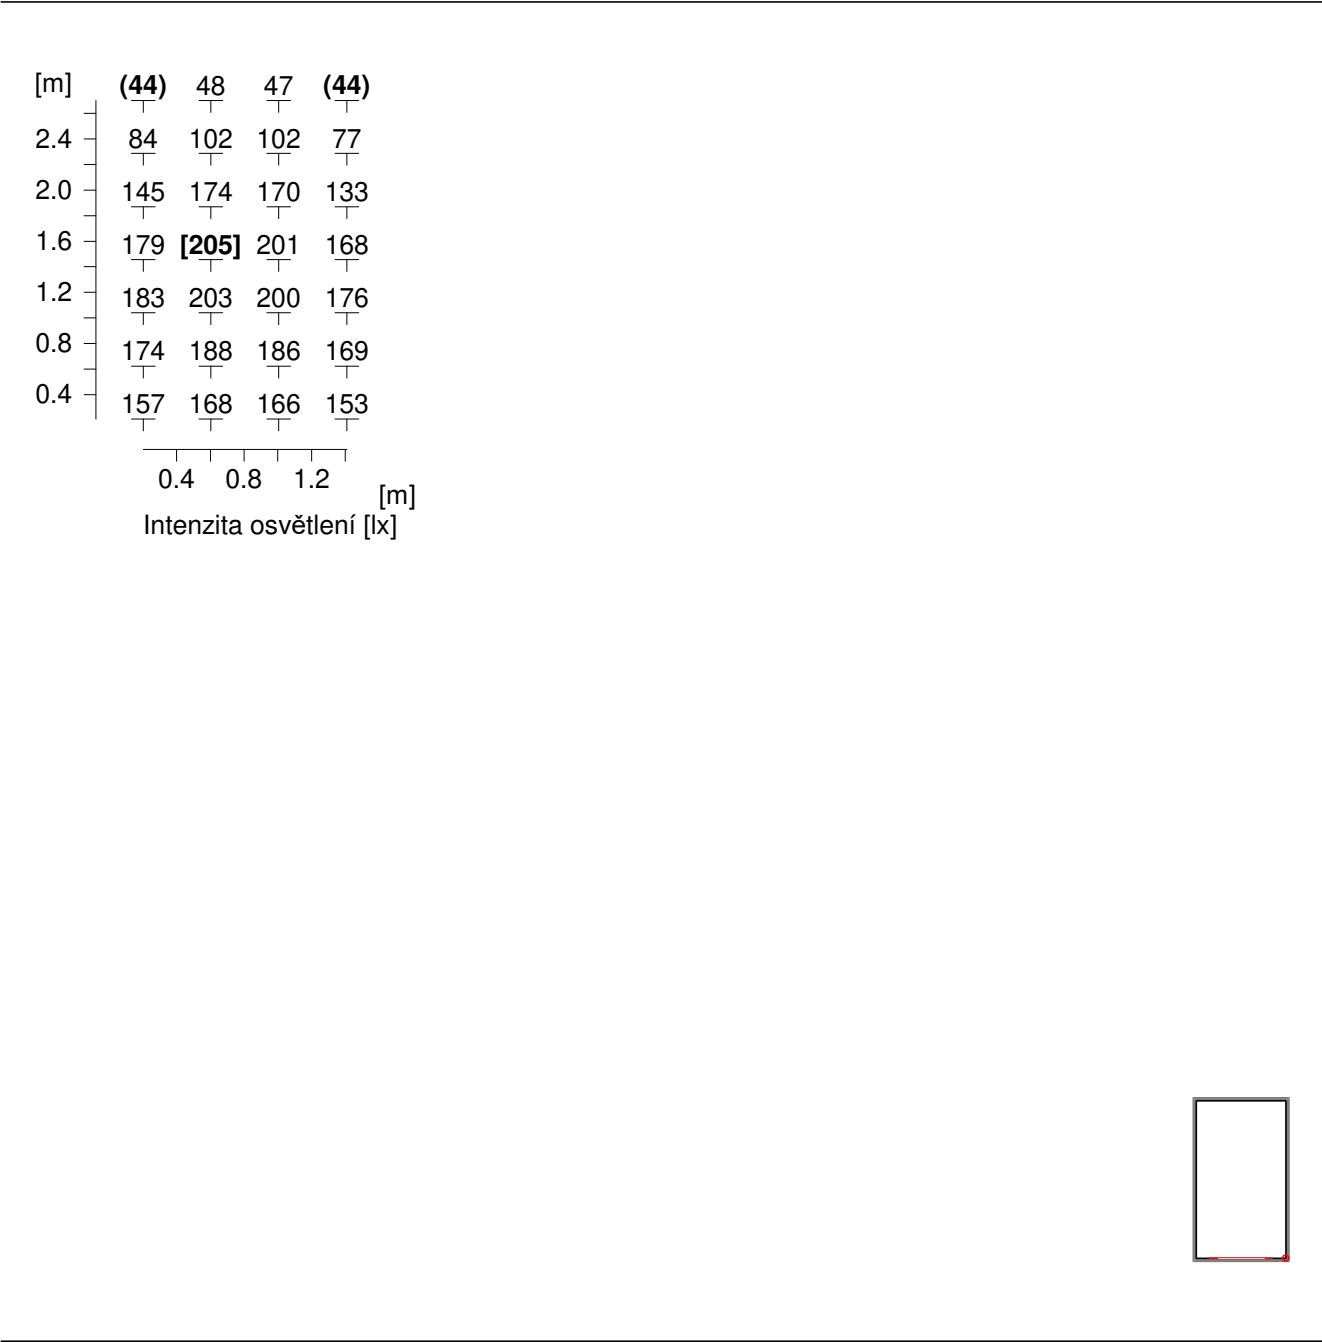 [m] (44) 48 47 (44)
2.4 84 102 102 77
2.0 145 174 170 133
1.6 179 [205] 201 168
1.2 183 203 200 176
0.8 174 188 186 169
0.4 157 168 166 153
0.4 0.8 1.2
[m]
Intenzita osvětlení [lx]